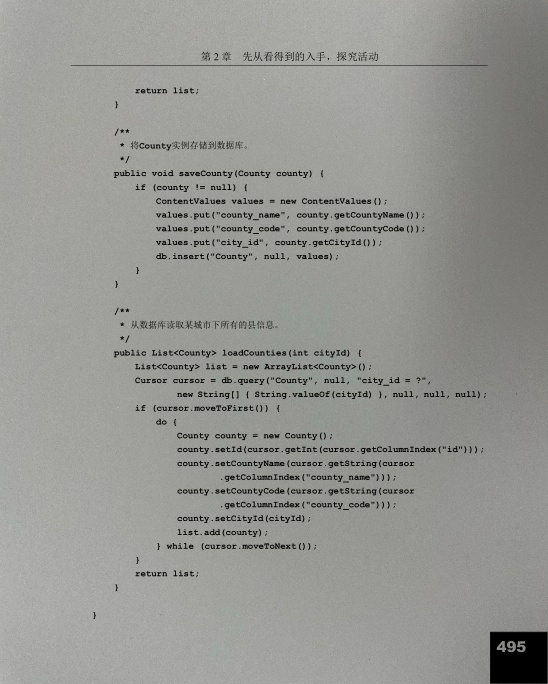 第 2 章 先从看得到的入手，探究活动
return list;
}
/**
* 将County实例存储到数据库。
*/
public void saveCounty(County county) {
if (county != null) {
ContentValues values = new ContentValues();
values.put("county_name", county.getCountyName());
values.put("county_code", county.getCountyCode());
values.put("city_id", county.getCityId());
db.insert("County", null, values);
}
}
/**
* 从数据库读取某城市下所有的县信息。
*/
public List<County> loadCounties(int cityId) {
List<County> list = new ArrayList<County>();
Cursor cursor = db.query("County", null, "city_id = ?",
new String[] { String.valueOf(cityId) }, null, null, null);
if (cursor.moveToFirst()) {
do {
County county = new County();
county.setId(cursor.getInt(cursor.getColumnIndex("id")));
county.setCountyName(cursor.getString(cursor
.getColumnIndex("county_name")));
county.setCountyCode(cursor.getString(cursor
.getColumnIndex("county_code")));
county.setCityId(cityId);
list.add(county);
} while (cursor.moveToNext());
}
return list;
}
}
495